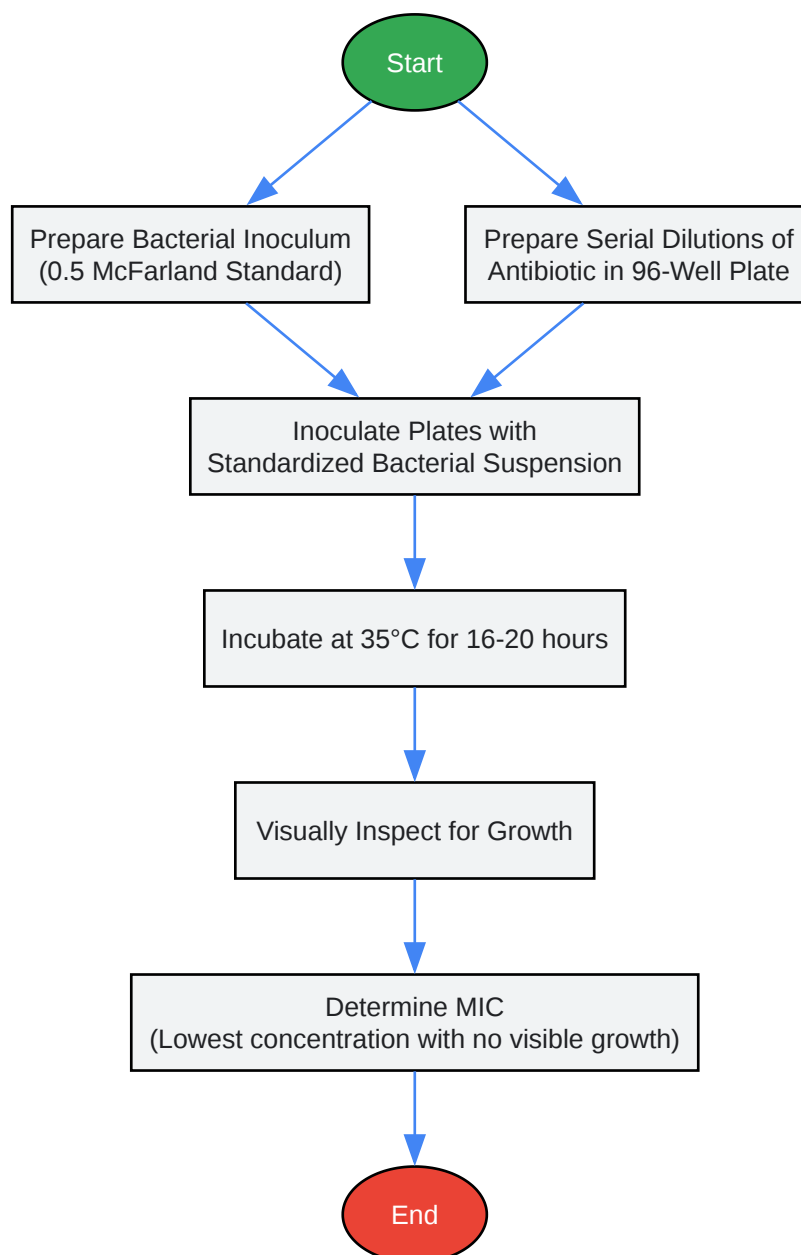 Start
Prepare Bacterial Inoculum
(0.5 McFarland Standard)
Prepare Serial Dilutions of
Antibiotic in 96-Well Plate
Inoculate Plates with
Standardized Bacterial Suspension
Incubate at 35°C for 16-20 hours
Visually Inspect for Growth
Determine MIC
(Lowest concentration with no visible growth)
End